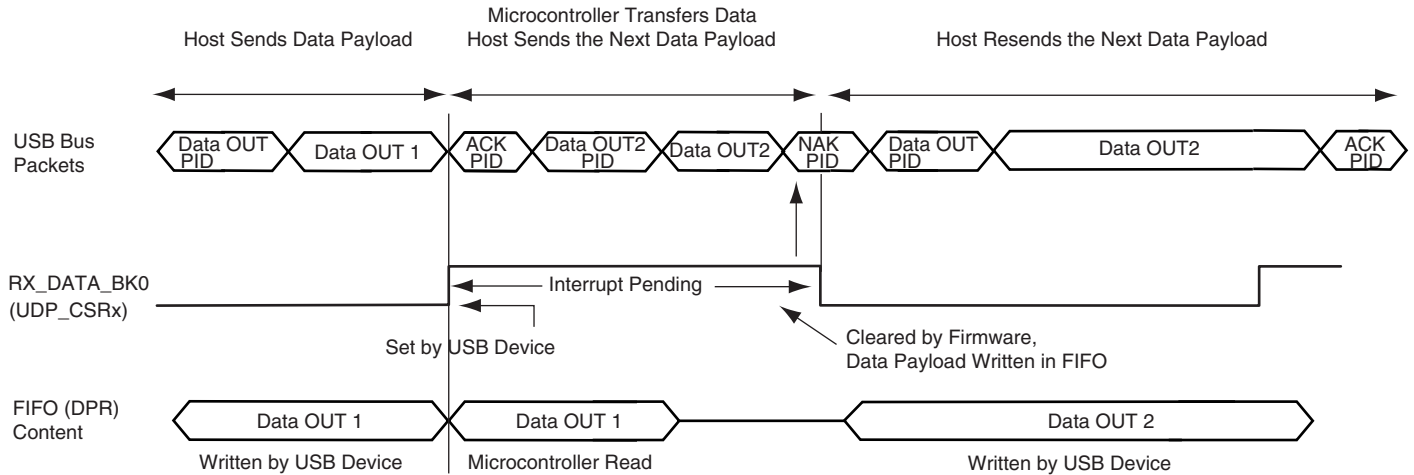 Microcontroller Transfers Data
Host Sends Data Payload
Host Sends the Next Data Payload
Host Resends the Next Data Payload
USB Bus
Packets
Data OUT
PID
Data OUT 1
ACK
PID
Data OUT2
PID
Data OUT2
NAK
PID
Data OUT
PID
Data OUT2
ACK
PID
RX_DATA_BK0
(UDP_CSRx)
Interrupt Pending
Set by USB Device
Cleared by Firmware,
Data Payload Written in FIFO
FIFO (DPR)
Content
Data OUT 1
Data OUT 1
Data OUT 2
Written by USB Device
Microcontroller Read
Written by USB Device